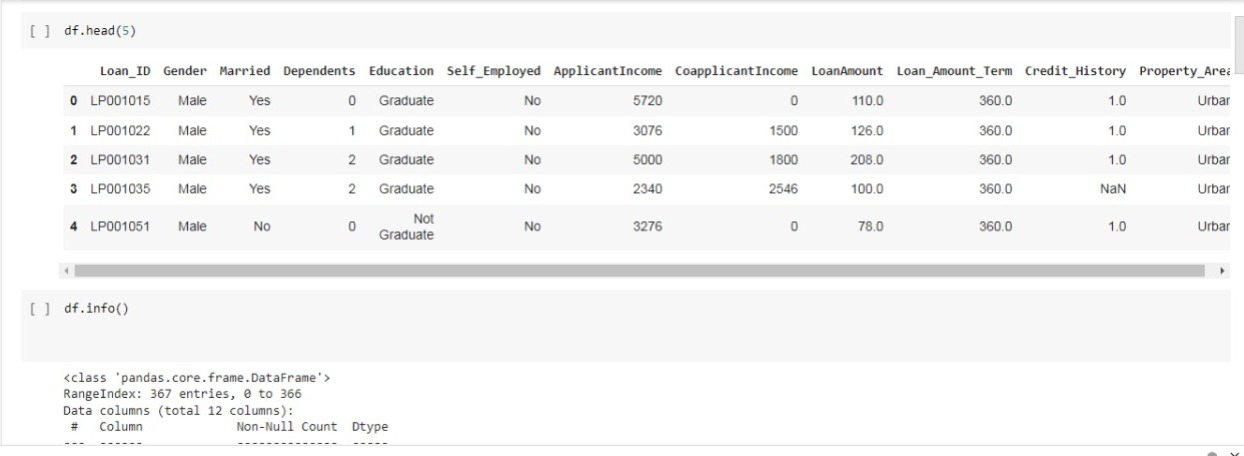 [ ] df.head(5)
Loan_ID Gender Married Dependents Education Self_Employed ApplicantIncome CoapplicantIncome LoanAmount Loan_Amount_Term Credit_History Property_Area
0 LP001015 Male Yes 0 Graduate No 5720 0 110.0 360.0 1.0 Urban
1 LP001022 Male Yes 1 Graduate No 3076 1500 126.0 360.0 1.0 Urban
2 LP001031 Male Yes 2 Graduate No 5000 1800 208.0 360.0 1.0 Urban
3 LP001035 Male Yes 2 Graduate No 2340 2546 100.0 360.0 NaN Urban
4 LP001051 Male No 0 Not Graduate No 3276 0 78.0 360.0 1.0 Urban
[ ] df.info()
<class 'pandas.core.frame.DataFrame'>
RangeIndex: 367 entries, 0 to 366
Data columns (total 12 columns):
# Column Non-Null Count Dtype
--- ------ -------------- -----